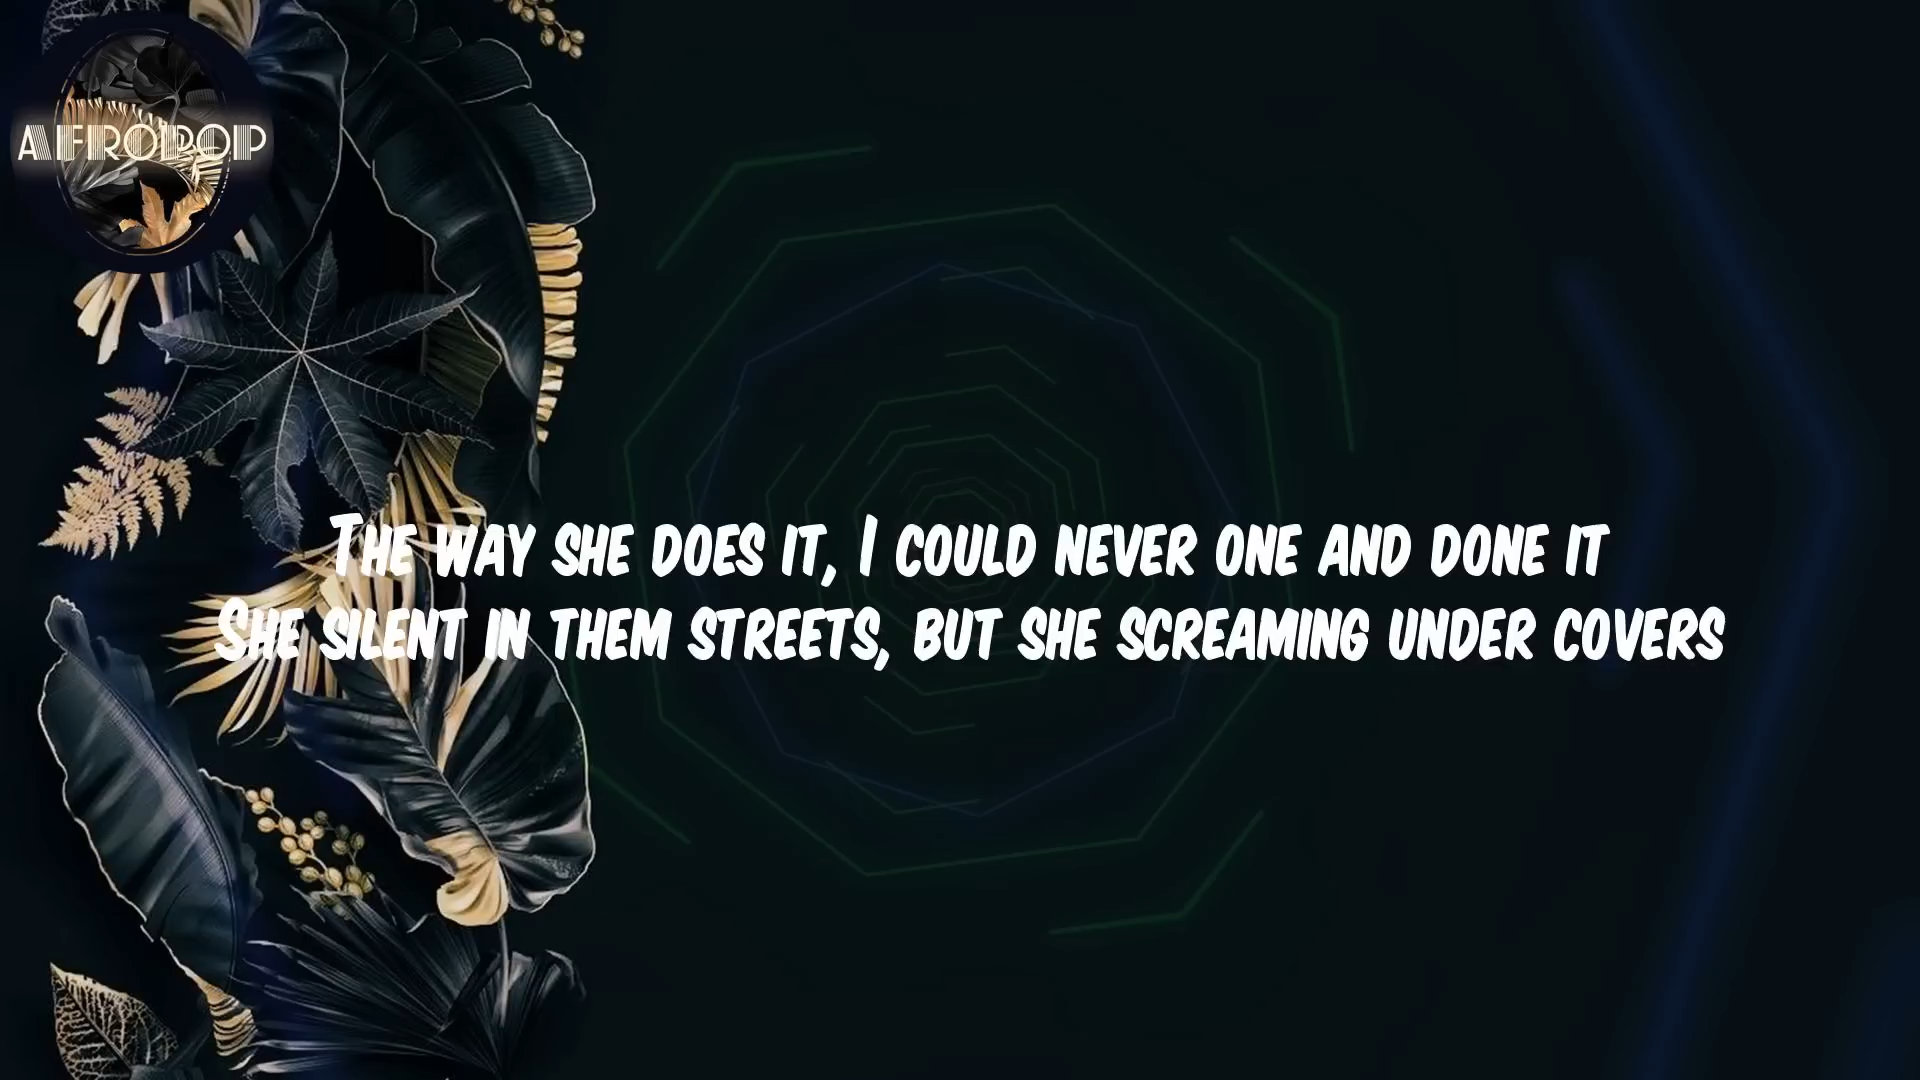 AFROPOP
The way she does it, I could never one and done it
She silent in them streets, but she screaming under covers